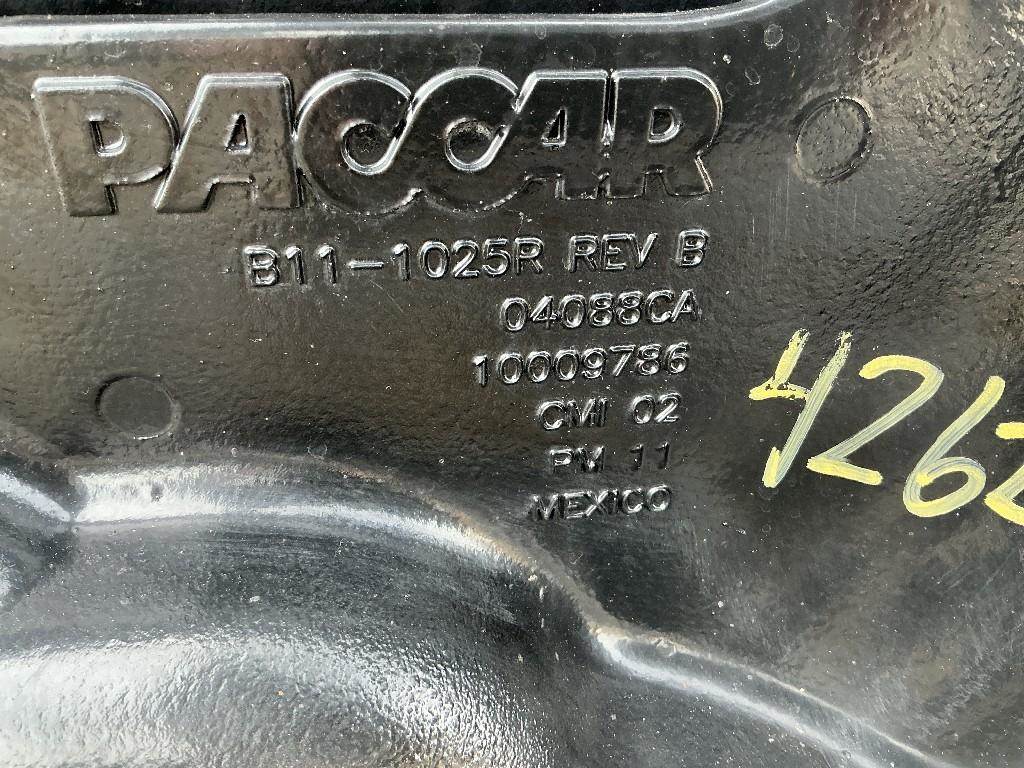 PACCAR
B11-1025R REV B
04088CA
10009786
CMI 02
PM 11
MEXICO
426